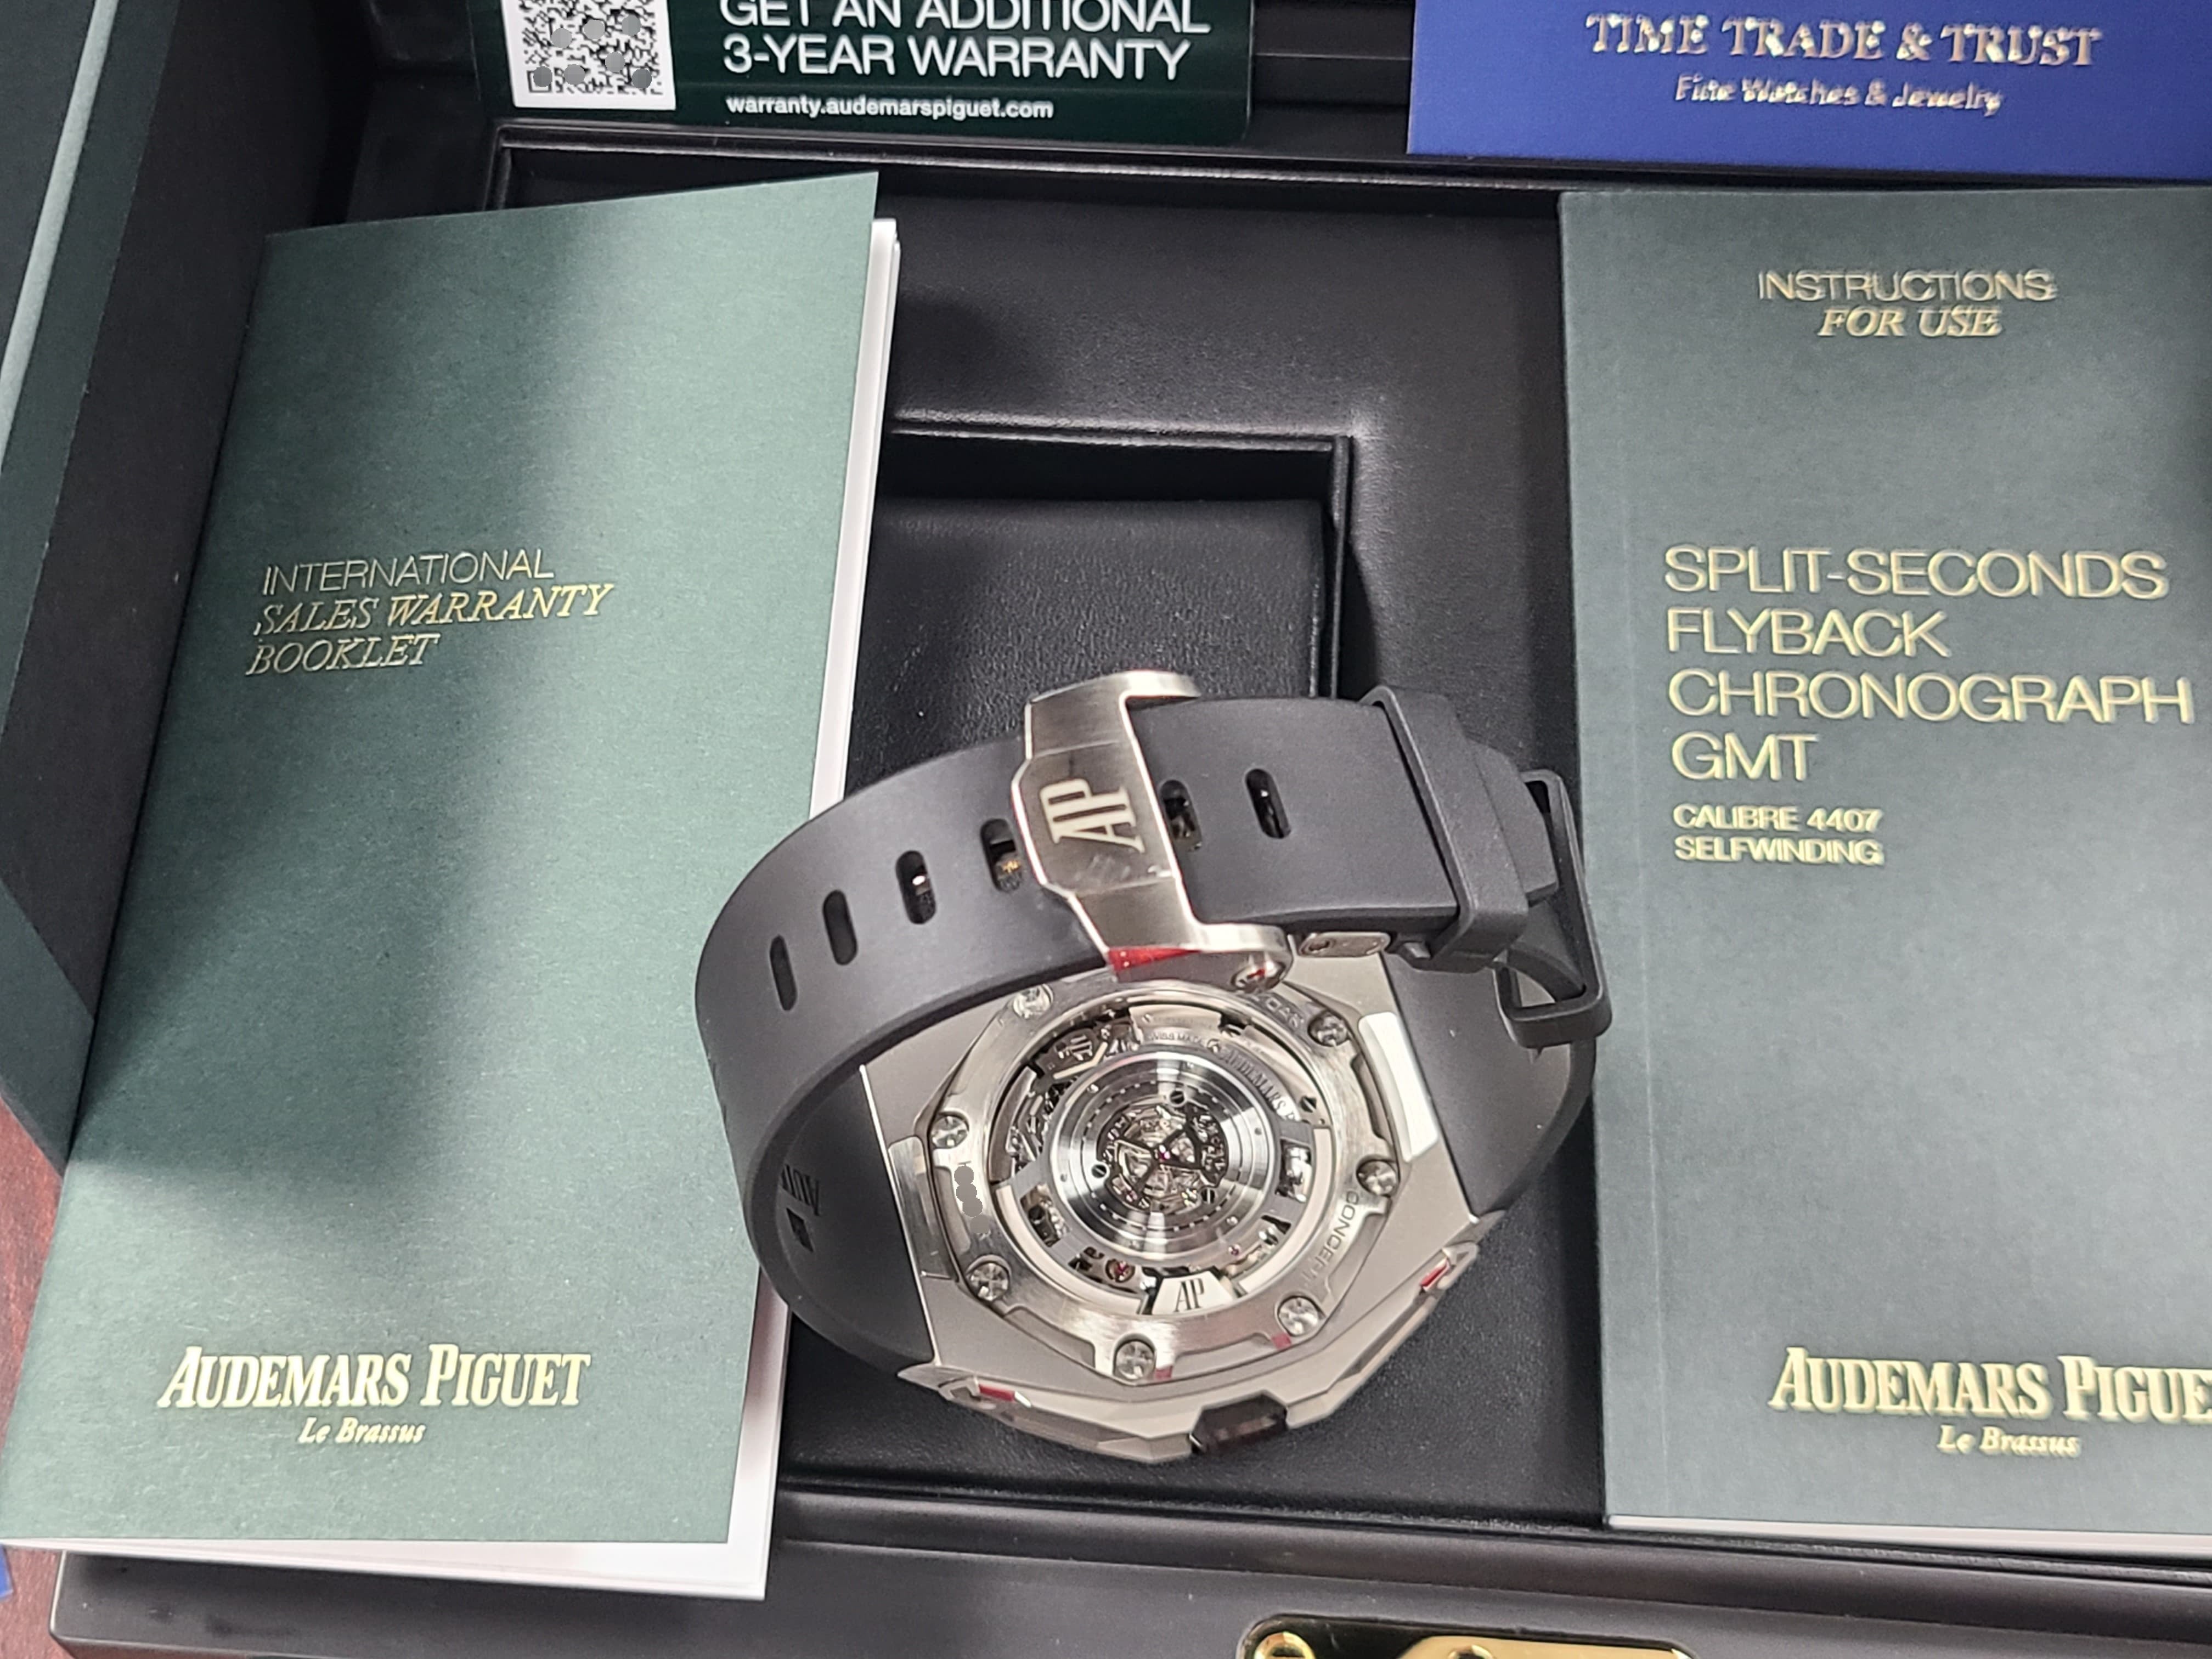 GET AN ADDITIONAL
3-YEAR WARRANTY
warranty.audemarspiguet.com
TIME TRADE & TRUST
Fine Watches & Jewelry
INTERNATIONAL
SALES WARRANTY
BOOKLET
AUDEMARS PIGUET
Le Brassus
INSTRUCTIONS
FOR USE
SPLIT-SECONDS
FLYBACK
CHRONOGRAPH
GMT
CALIBRE 4407
SELFWINDING
AUDEMARS PIGUE
Le Brassus
AP
AUDEMARS
CONCEPT
AP